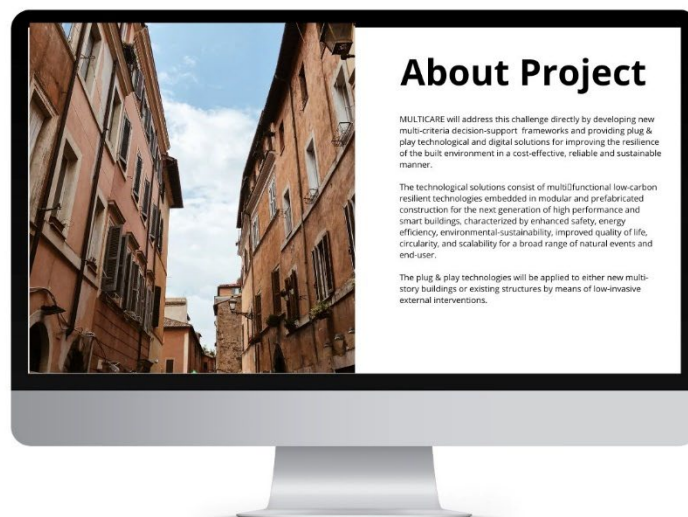 About Project
MULTICARE will address this challenge directly by developing new
multi-criteria decision-support frameworks and providing plug &
play technological and digital solutions for improving the resilience
of the built environment in a cost-effective, reliable and sustainable
manner.
The technological solutions consist of multi▯functional low-carbon
resilient technologies embedded in modular and prefabricated
construction for the next generation of high performance and
smart buildings, characterized by enhanced safety, energy
efficiency, environmental-sustainability, improved quality of life,
circularity, and scalability for a broad range of natural events and
end-user.
The plug & play technologies will be applied to either new multi-
story buildings or existing structures by means of low-invasive
external interventions.